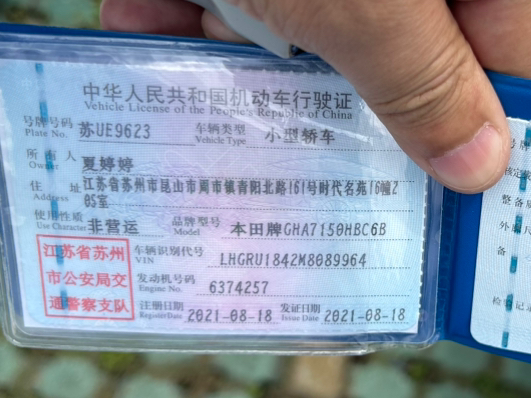 中华人民共和国机动车行驶证
Vehicle License of the People's Republic of China
号牌号码 Plate No. 苏UE9623 车辆类型 Vehicle Type 小型轿车
所有人 夏婷婷
住址 江苏省苏州市昆山市周市镇青阳北路161号时代名苑16幢2
05室
使用性质 Use Character 非营运 品牌型号 Model 本田牌GHA7150HBC6B
江苏省苏州
市公安局交
通警察支队
车辆识别代号 VIN LHGRU1842M8089964
发动机号码 Engine No. 6374257
注册日期 Register Date 2021-08-18 发证日期 Issue Date 2021-08-18